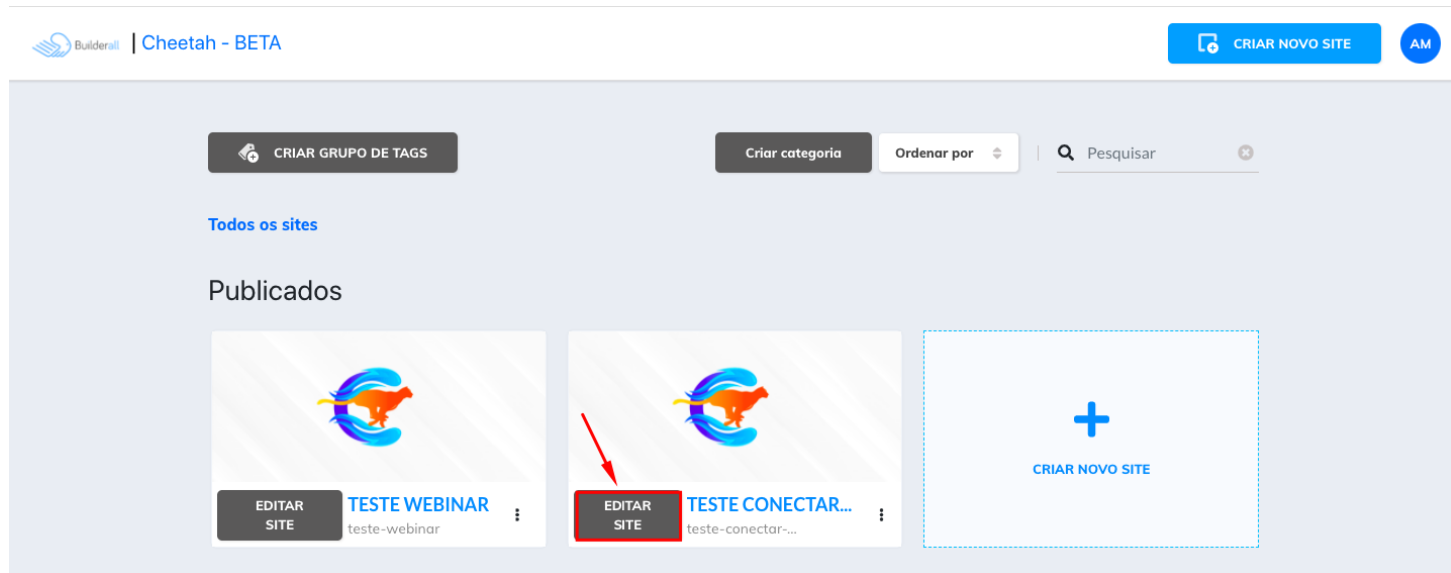 Builderall | Cheetah - BETA
CRIAR NOVO SITE
AM
CRIAR GRUPO DE TAGS
Criar categoria
Ordenar por
Pesquisar
Todos os sites
Publicados
EDITAR
SITE
TESTE WEBINAR
teste-webinar
EDITAR
SITE
TESTE CONECTAR...
teste-conectar-...
CRIAR NOVO SITE